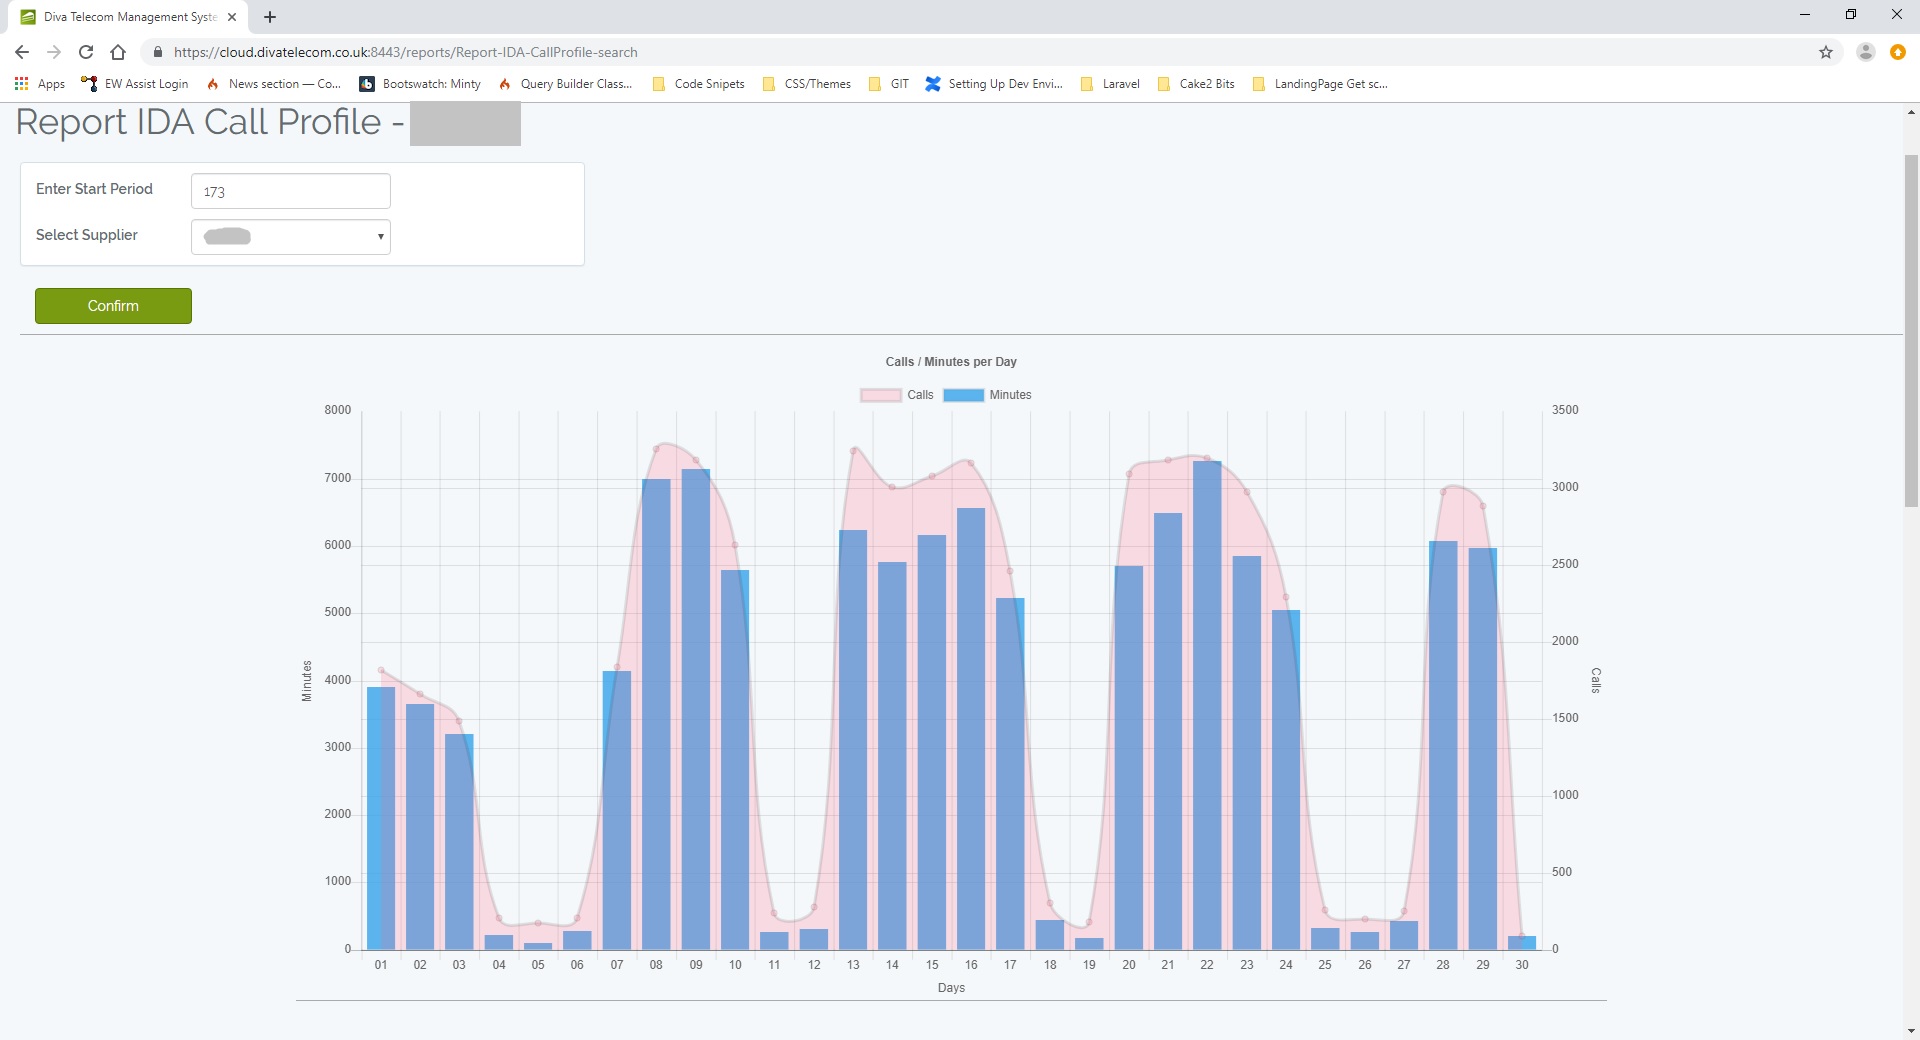 Diva Telecom Management Syste
https://cloud.divatelecom.co.uk:8443/reports/Report-IDA-CallProfile-search
Apps EW Assist Login News section — Co... Bootswatch: Minty Query Builder Class... Code Snipets CSS/Themes GIT Setting Up Dev Envi... Laravel Cake2 Bits LandingPage Get sc...
Report IDA Call Profile -
Enter Start Period 173
Select Supplier
Confirm
Calls / Minutes per Day
Calls Minutes
8000 3500
7000 3000
6000 2500
5000 2000
4000 1500
3000 1000
2000 500
1000 0
0
Minutes
Calls
01 02 03 04 05 06 07 08 09 10 11 12 13 14 15 16 17 18 19 20 21 22 23 24 25 26 27 28 29 30
Days